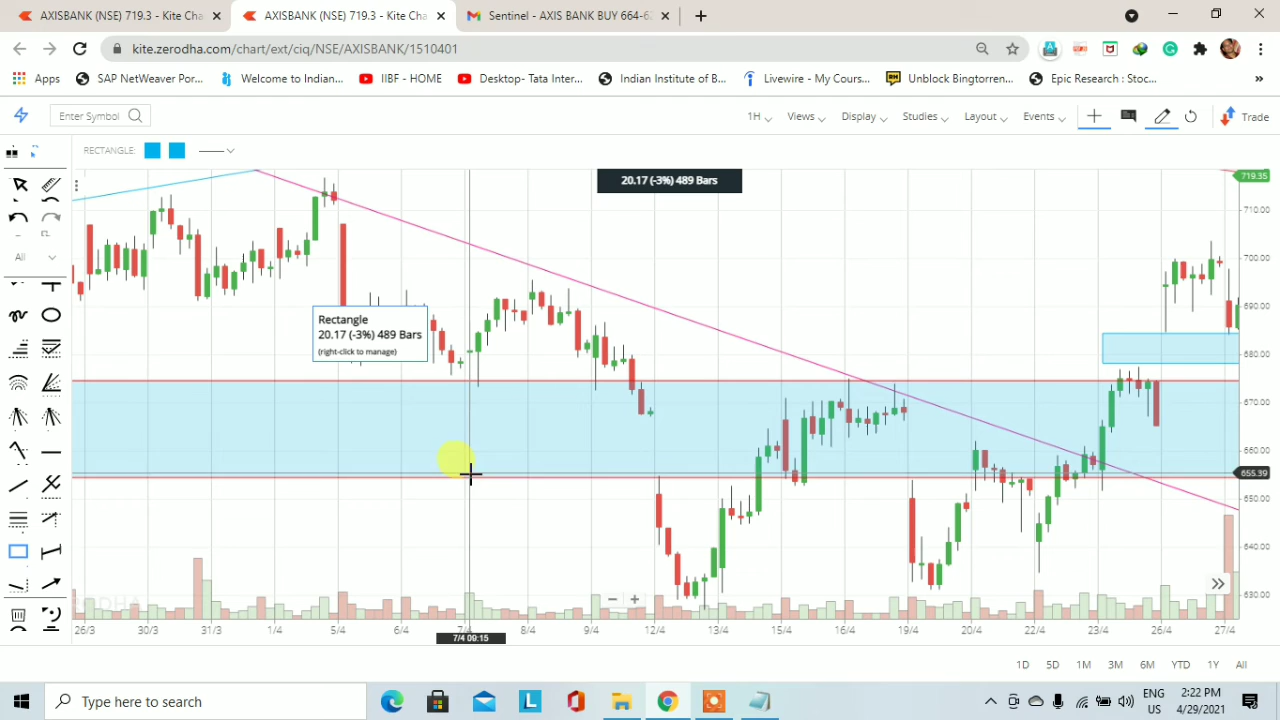 AXISBANK (NSE) 719.3 - Kite Cha
AXISBANK (NSE) 719.3 - Kite Cha
Sentinel - AXIS BANK BUY 664-6
kite.zerodha.com/chart/ext/ciq/NSE/AXISBANK/1510401
Apps
SAP NetWeaver Por...
Welcome to Indian...
IIBF - HOME
Desktop- Tata Inter...
Indian Institute of B...
Livewire - My Cours...
Unblock Bingtorren...
Epic Research : Stoc...
»
Enter Symbol
1H
Views
Display
Studies
Layout
Events
Trade
RECTANGLE:
20.17 (-3%) 489 Bars
719.35
710.00
700.00
690.00
680.00
670.00
660.00
655.39
650.00
640.00
630.00
All
Rectangle
20.17 (-3%) 489 Bars
(right-click to manage)
26/3
30/3
31/3
1/4
5/4
6/4
7/4
8/4
9/4
12/4
13/4
15/4
16/4
19/4
20/4
22/4
23/4
26/4
27/4
7/4 09:15
1D
5D
1M
3M
6M
YTD
1Y
All
Type here to search
ENG
US
2:22 PM
4/29/2021